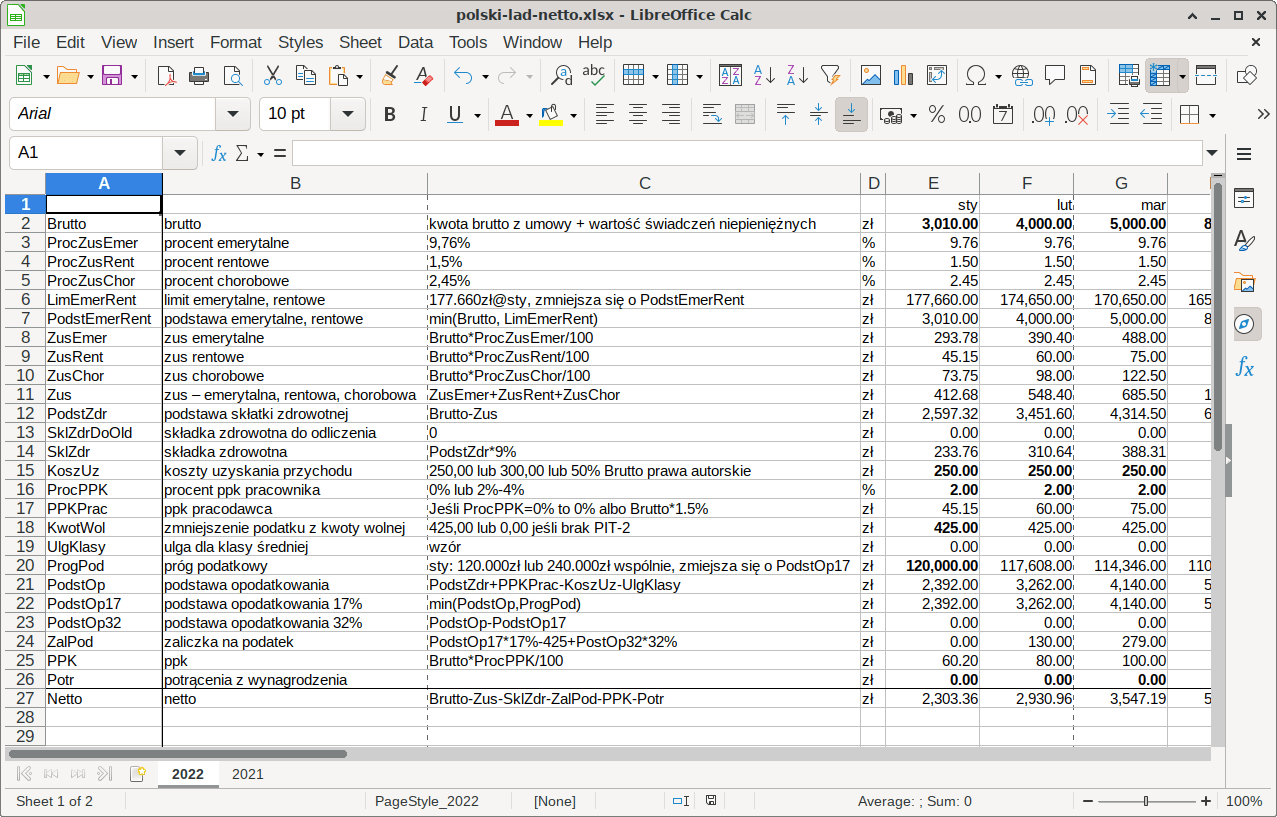 polski-lad-netto.xlsx - LibreOffice Calc
File Edit View Insert Format Styles Sheet Data Tools Window Help
Arial 10 pt
A1
A B C D E F G
1 sty lut mar
2 Brutto brutto kwota brutto z umowy + wartość świadczeń niepieniężnych zł 3,010.00 4,000.00 5,000.00 8
3 ProcZusEmer procent emerytalne 9,76% % 9.76 9.76 9.76
4 ProcZusRent procent rentowe 1,5% % 1.50 1.50 1.50
5 ProcZusChor procent chorobowe 2,45% % 2.45 2.45 2.45
6 LimEmerRent limit emerytalne, rentowe 177.660zł@sty, zmniejsza się o PodstEmerRent zł 177,660.00 174,650.00 170,650.00 165
7 PodstEmerRent podstawa emerytalne, rentowe min(Brutto, LimEmerRent) zł 3,010.00 4,000.00 5,000.00 8
8 ZusEmer zus emerytalne Brutto*ProcZusEmer/100 zł 293.78 390.40 488.00
9 ZusRent zus rentowe Brutto*ProcZusRent/100 zł 45.15 60.00 75.00
10 ZusChor zus chorobowe Brutto*ProcZusChor/100 zł 73.75 98.00 122.50
11 Zus zus – emerytalna, rentowa, chorobowa ZusEmer+ZusRent+ZusChor zł 412.68 548.40 685.50 1
12 PodstZdr podstawa skłatki zdrowotnej Brutto-Zus zł 2,597.32 3,451.60 4,314.50 6
13 SklZdrDoOld składka zdrowotna do odliczenia 0 zł 0.00 0.00 0.00
14 SklZdr składka zdrowotna PodstZdr*9% zł 233.76 310.64 388.31
15 KoszUz koszty uzyskania przychodu 250,00 lub 300,00 lub 50% Brutto prawa autorskie zł 250.00 250.00 250.00
16 ProcPPK procent ppk pracownika 0% lub 2%-4% % 2.00 2.00 2.00
17 PPKPrac ppk pracodawca Jeśli ProcPPK=0% to 0% albo Brutto*1.5% zł 45.15 60.00 75.00
18 KwotWol zmniejszenie podatku z kwoty wolnej 425,00 lub 0,00 jeśli brak PIT-2 zł 425.00 425.00 425.00
19 UlgKlasy ulga dla klasy średniej wzór zł 0.00 0.00 0.00
20 ProgPod próg podatkowy sty: 120.000zł lub 240.000zł wspólnie, zmiejsza się o PodstOp17 zł 120,000.00 117,608.00 114,346.00 110
21 PodstOp podstawa opodatkowania PodstZdr+PPKPrac-KoszUz-UlgKlasy zł 2,392.00 3,262.00 4,140.00 5
22 PodstOp17 podstawa opodatkowania 17% min(PodstOp,ProgPod) zł 2,392.00 3,262.00 4,140.00 5
23 PodstOp32 podstawa opodatkowania 32% PodstOp-PodstOp17 zł 0.00 0.00 0.00
24 ZalPod zaliczka na podatek PodstOp17*17%-425+PostOp32*32% zł 0.00 130.00 279.00
25 PPK ppk Brutto*ProcPPK/100 zł 60.20 80.00 100.00
26 Potr potrącenia z wynagrodzenia zł 0.00 0.00 0.00
27 Netto netto Brutto-Zus-SklZdr-ZalPod-PPK-Potr zł 2,303.36 2,930.96 3,547.19 5
28
29
2022 2021
Sheet 1 of 2 PageStyle_2022 [None] Average: ; Sum: 0 100%